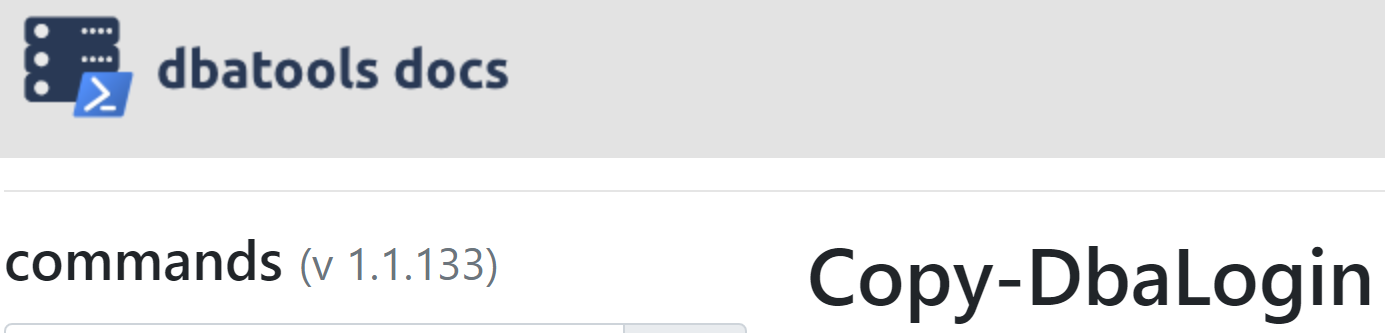 dbatools docs
commands (v 1.1.133)
Copy-DbaLogin